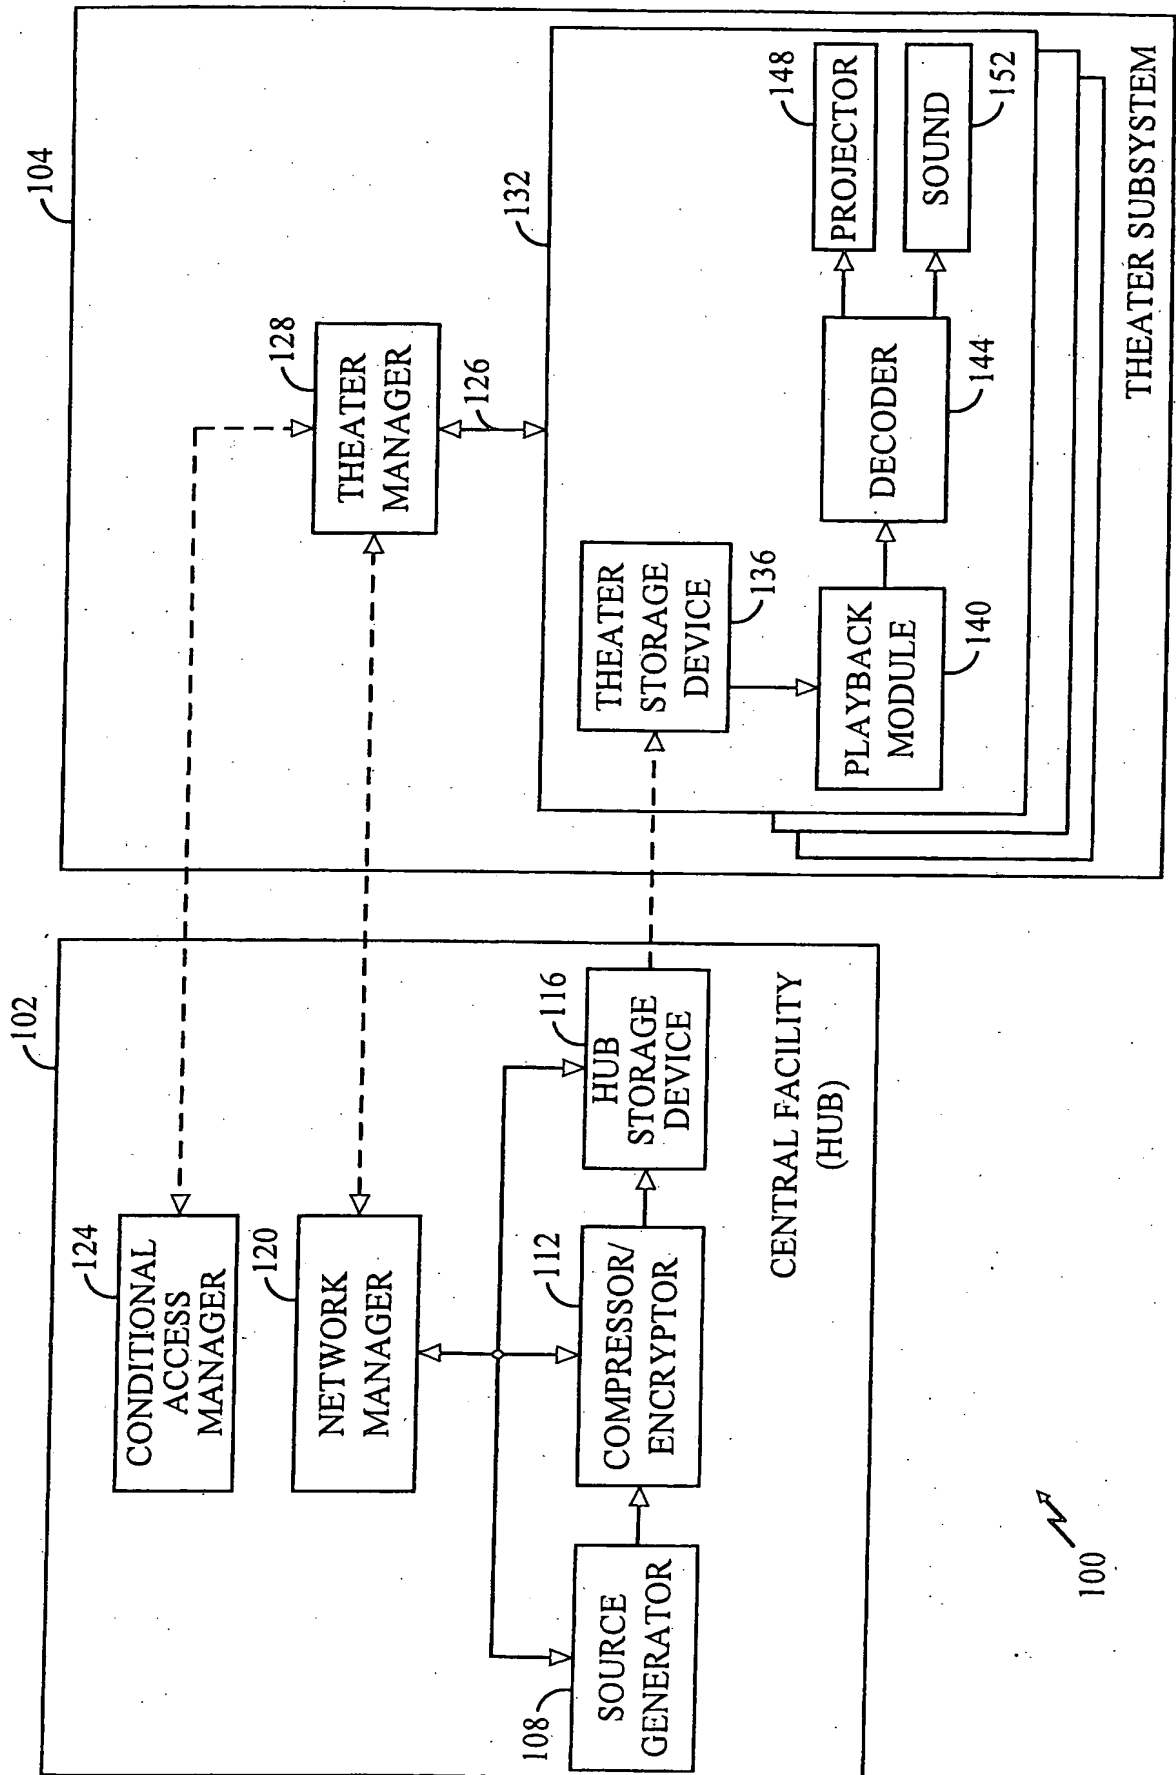 102
124
CONDITIONAL
ACCESS
MANAGER
120
NETWORK
MANAGER
108
SOURCE
GENERATOR
112
COMPRESSOR/
ENCRYPTOR
116
HUB
STORAGE
DEVICE
CENTRAL FACILITY
(HUB)
100
104
128
THEATER
MANAGER
126
132
THEATER
STORAGE
DEVICE
136
PLAYBACK
MODULE
140
DECODER
144
148
PROJECTOR
SOUND
152
THEATER SUBSYSTEM